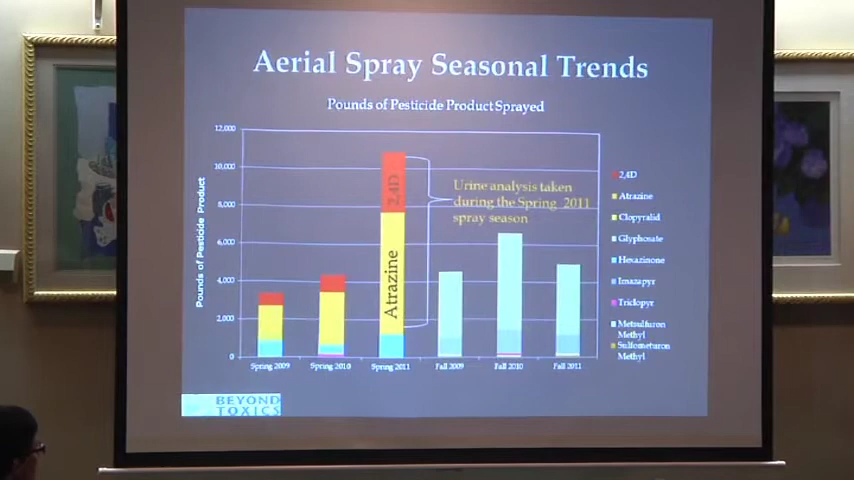 Aerial Spray Seasonal Trends
Pounds of Pesticide Product Sprayed
Pounds of Pesticide Product
12,000
10,000
8,000
6,000
4,000
2,000
0
2,4D
Atrazine
Urine analysis taken
during the Spring 2011
spray season
Spring 2009
Spring 2010
Spring 2011
Fall 2009
Fall 2010
Fall 2011
2,4D
Atrazine
Clopyralid
Glyphosate
Hexazinone
Imazapyr
Triclopyr
Metsulfuron
Methyl
Sulfometuron
Methyl
BEYOND
TOXICS